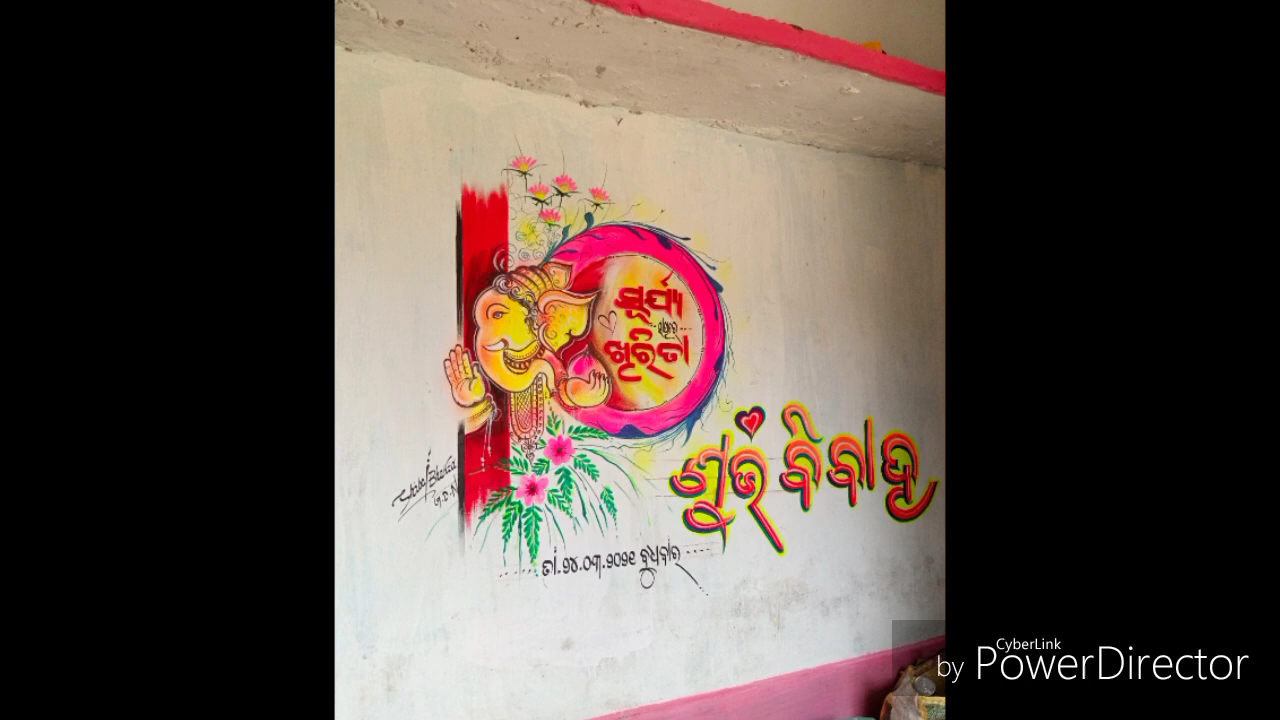 ସୂର୍ଯ୍ୟ
ଶୁଭ ବିବାହ
ତା.୨୪.୦୩.୨୦୨୧ ବୁଧବାର
CyberLink
by PowerDirector